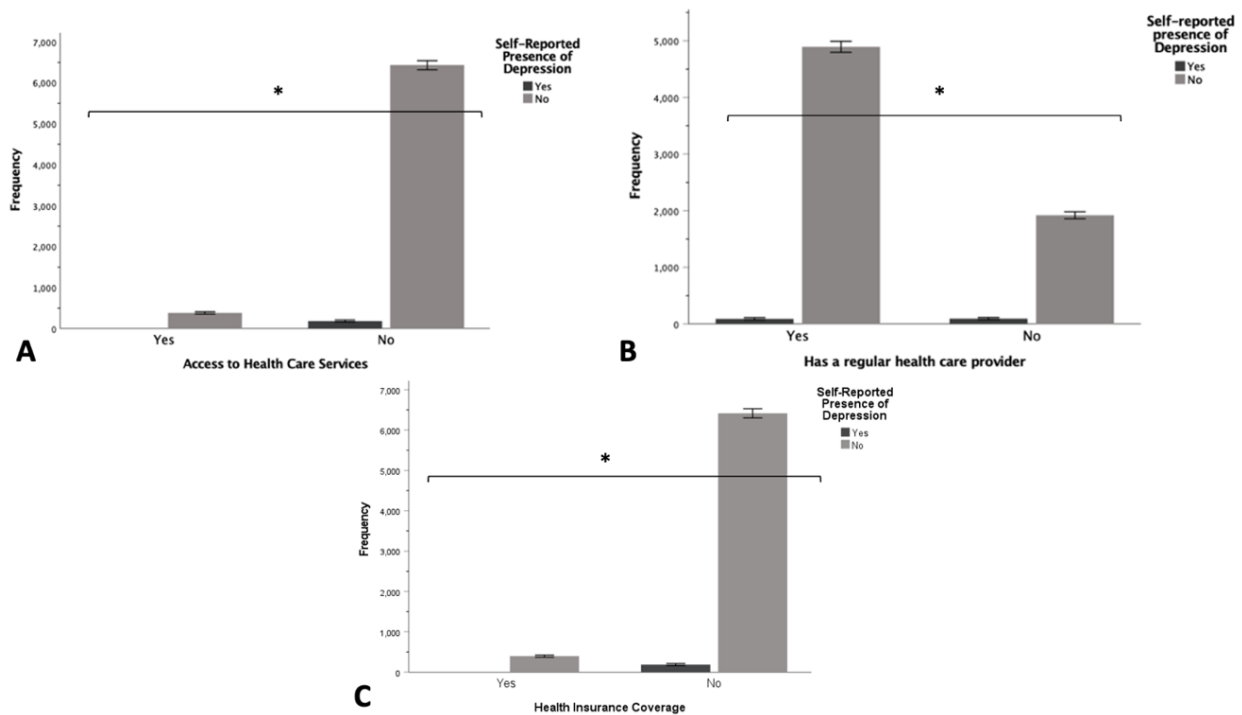 7,000
6,000
5,000
4,000
3,000
2,000
1,000
0
Frequency
*
Self-Reported
Presence of
Depression
Yes
No
Yes
No
Access to Health Care Services
A
5,000
4,000
3,000
2,000
1,000
0
Frequency
*
Self-reported
presence of
Depression
Yes
No
Yes
No
Has a regular health care provider
B
7,000
6,000
5,000
4,000
3,000
2,000
1,000
0
Frequency
*
Self-Reported
Presence of
Depression
Yes
No
Yes
No
Health Insurance Coverage
C